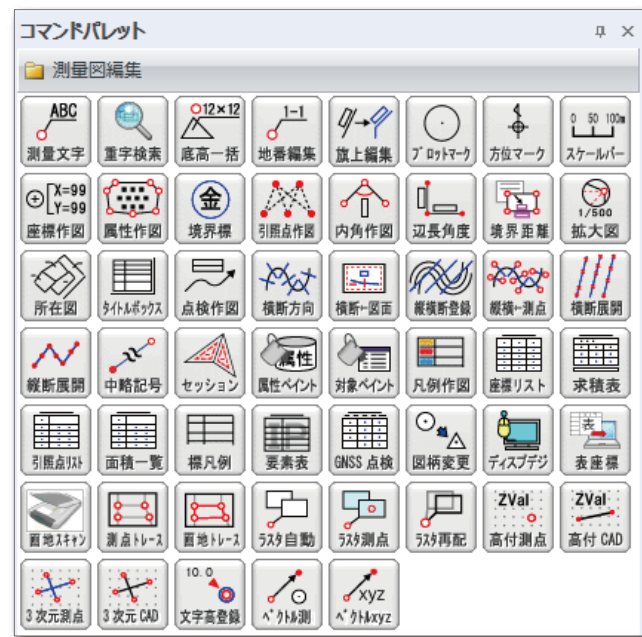 コマンドパレット
測量図編集
ABC 12×12 1-1 0 50 100m
測量文字 重字検索 底高一括 地番編集 旗上編集 プロットマーク 方位マーク スケールバー
X=99
Y=99 金 1/500
座標作図 属性作図 境界標 引照点作図 内角作図 辺長角度 境界距離 拡大図
所在図 タイトルボックス 点検作図 横断方向 横断←図面 縦横断登録 縦横←測点 横断展開
属性
縦断展開 中略記号 セッション 属性ペイント 対象ペイント 凡例作図 座標リスト 求積表
表
引照点リスト 面積一覧 標凡例 要素表 GNSS 点検 図柄変更 ディスプデジ 表座標
ZVal ZVal
画地スキャン 測点トレース 画地トレース ラスタ自動 ラスタ測点 ラスタ再配 高付測点 高付 CAD
10.0 xyz
3 次元測点 3 次元 CAD 文字高登録 ベクトル測 ベクトルxyz